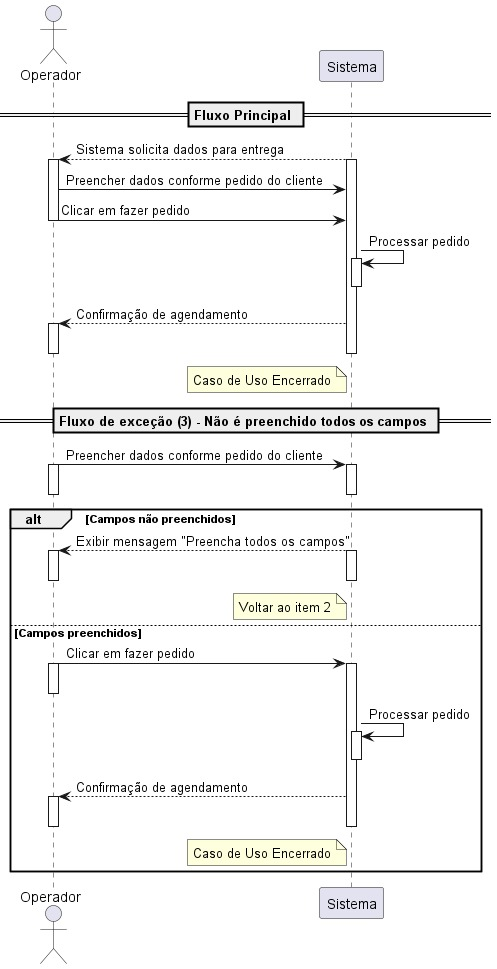 Operador
Sistema
Fluxo Principal
Sistema solicita dados para entrega
Preencher dados conforme pedido do cliente
Clicar em fazer pedido
Processar pedido
Confirmação de agendamento
Caso de Uso Encerrado
Fluxo de exceção (3) - Não é preenchido todos os campos
Preencher dados conforme pedido do cliente
alt [Campos não preenchidos]
Exibir mensagem "Preencha todos os campos"
Voltar ao item 2
[Campos preenchidos]
Clicar em fazer pedido
Processar pedido
Confirmação de agendamento
Caso de Uso Encerrado
Operador
Sistema